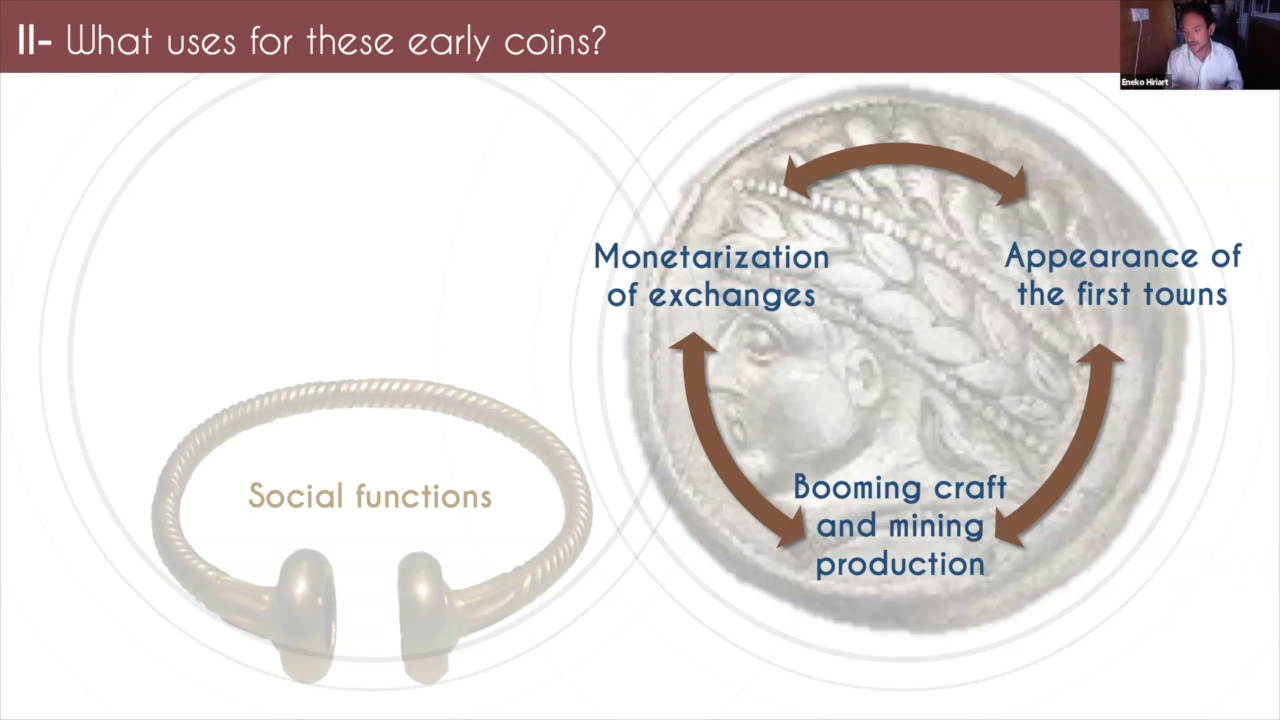 II- What uses for these early coins?
Eneko Hiriart
Monetarization
of exchanges
Appearance of
the first towns
Social functions
Booming craft
and mining
production